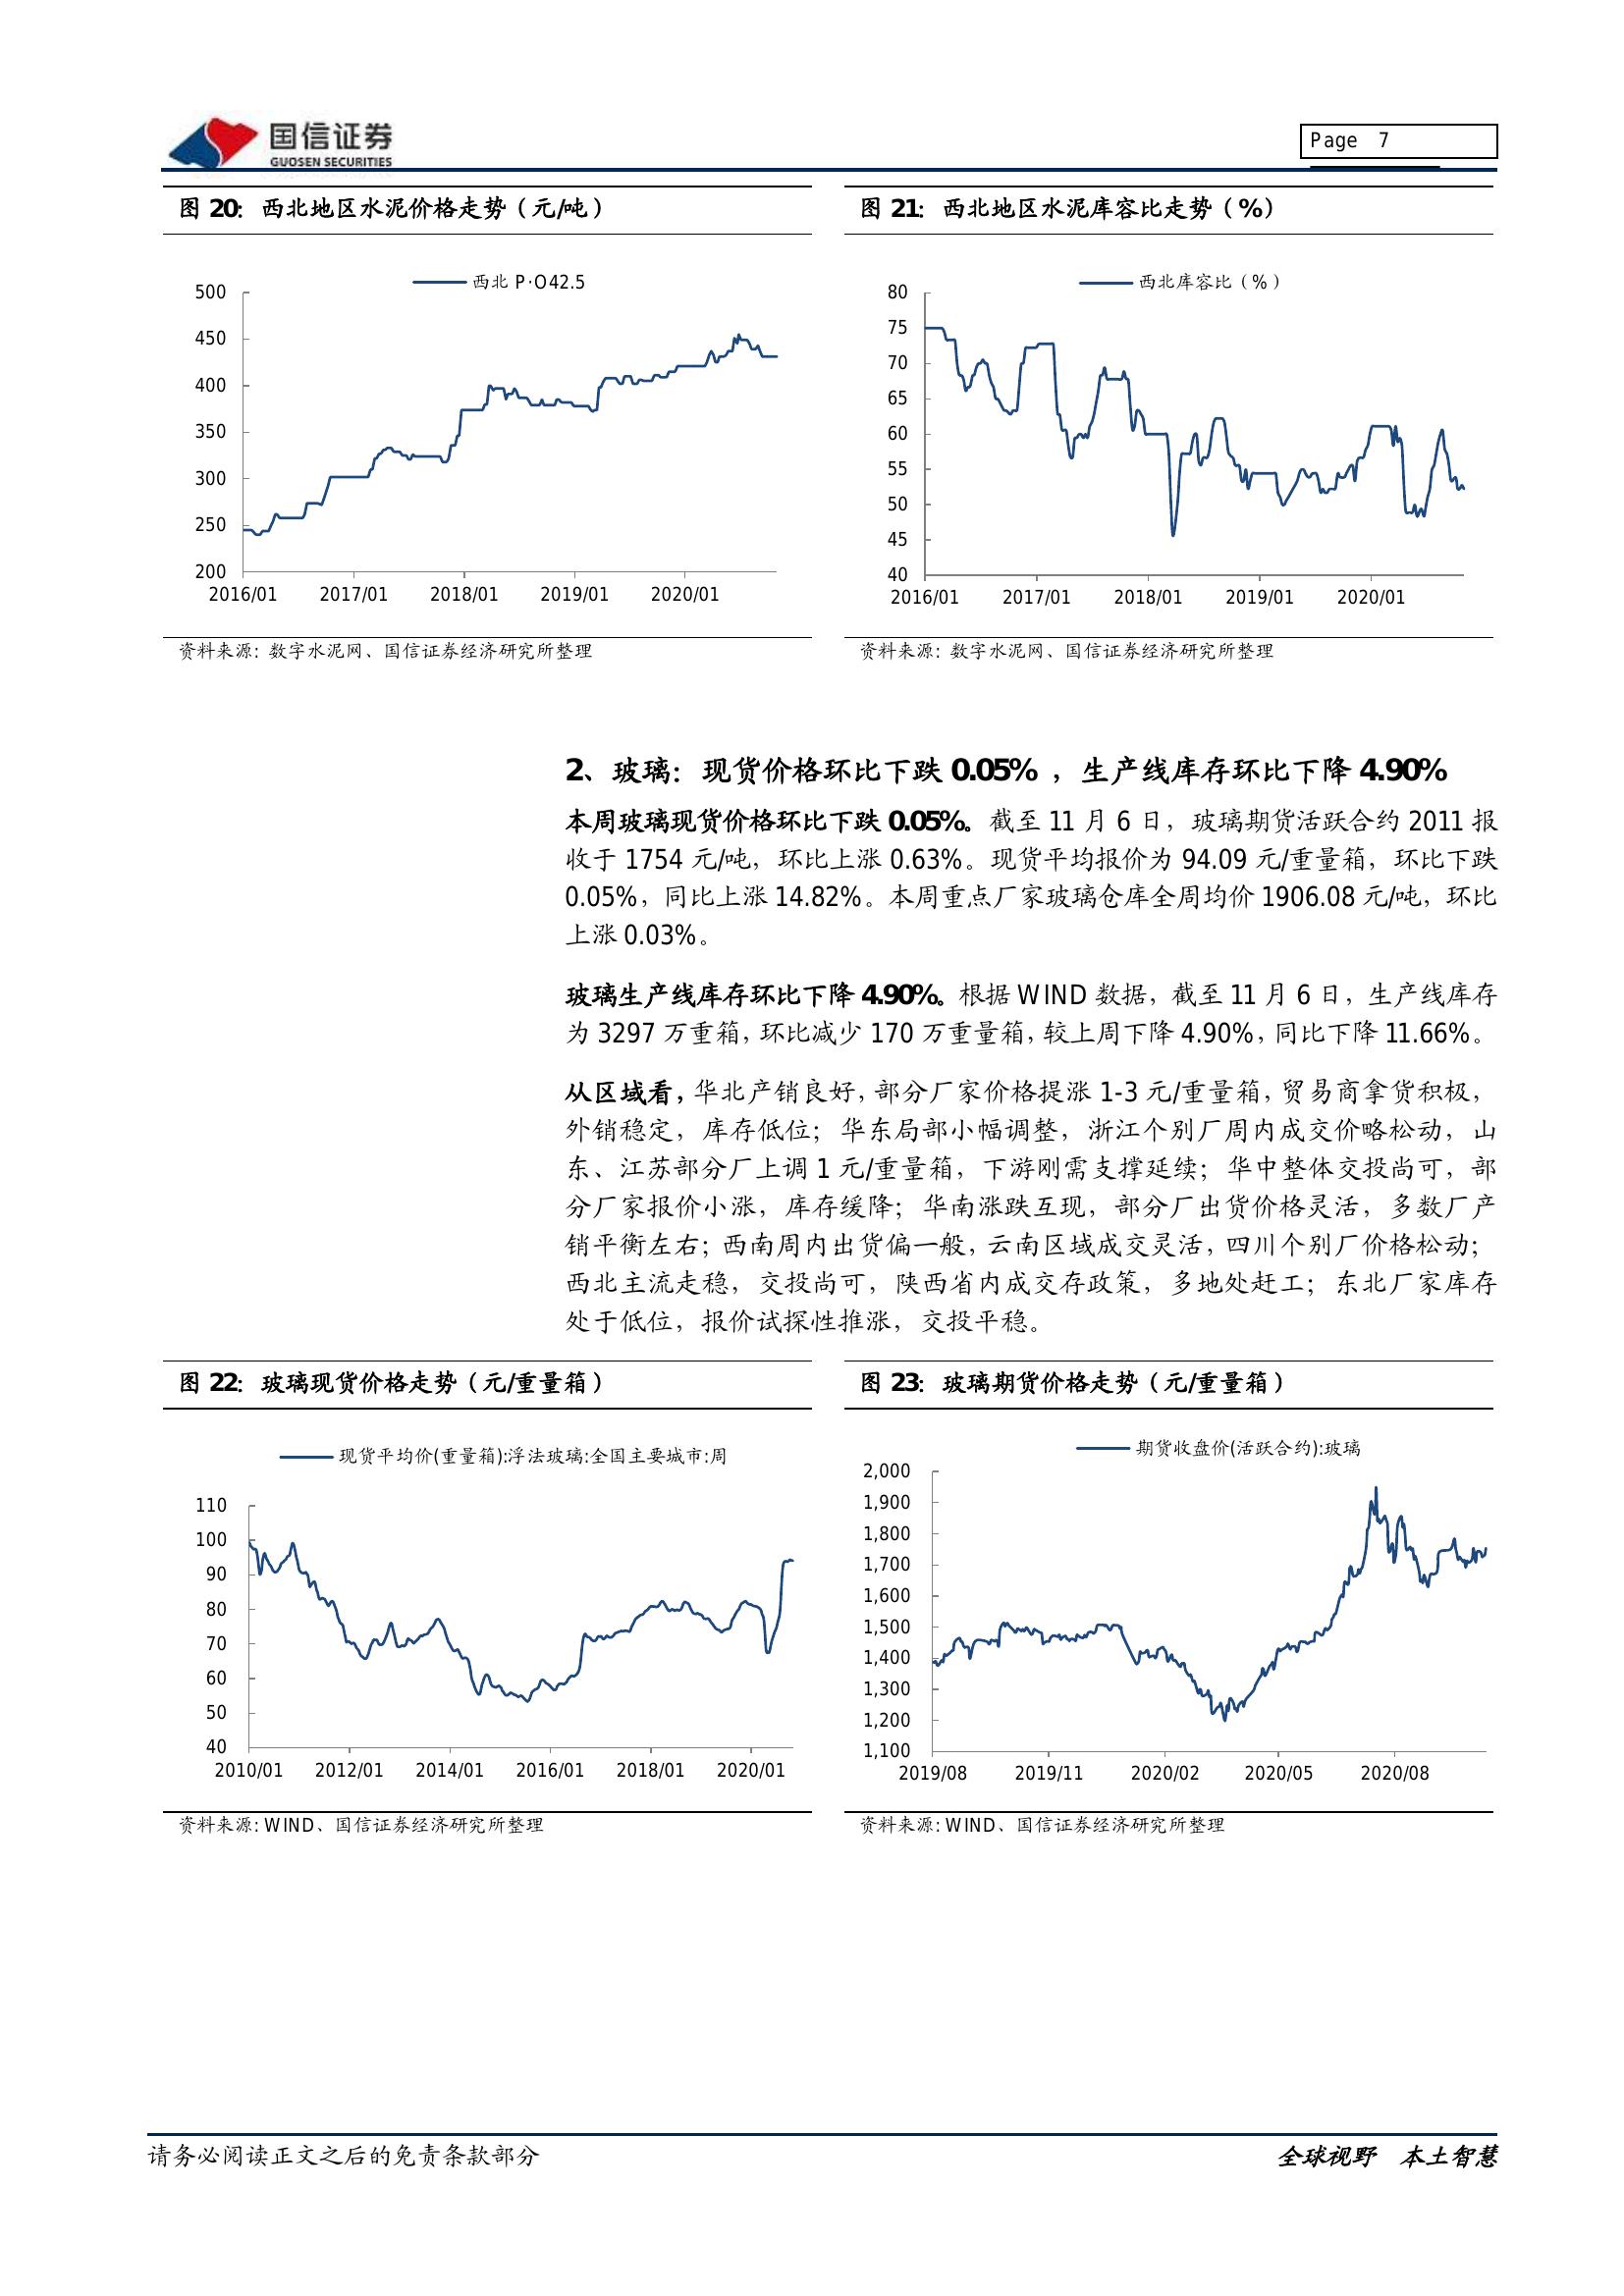 国信证券
GUOSEN SECURITIES
Page 7
图 20：西北地区水泥价格走势（元/吨）
西北 P·O42.5
500
450
400
350
300
250
200
2016/01 2017/01 2018/01 2019/01 2020/01
资料来源：数字水泥网、国信证券经济研究所整理
图 21：西北地区水泥库容比走势（%）
西北库容比（%）
80
75
70
65
60
55
50
45
40
2016/01 2017/01 2018/01 2019/01 2020/01
资料来源：数字水泥网、国信证券经济研究所整理
2、玻璃：现货价格环比下跌 0.05%，生产线库存环比下降 4.90%
本周玻璃现货价格环比下跌 0.05%。截至 11 月 6 日，玻璃期货活跃合约 2011 报
收于 1754 元/吨，环比上涨 0.63%。现货平均报价为 94.09 元/重量箱，环比下跌
0.05%，同比上涨 14.82%。本周重点厂家玻璃仓库全周均价 1906.08 元/吨，环比
上涨 0.03%。
玻璃生产线库存环比下降 4.90%。根据 WIND 数据，截至 11 月 6 日，生产线库存
为 3297 万重箱，环比减少 170 万重量箱，较上周下降 4.90%，同比下降 11.66%。
从区域看，华北产销良好，部分厂家价格提涨 1-3 元/重量箱，贸易商拿货积极，
外销稳定，库存低位；华东局部小幅调整，浙江个别厂周内成交价略松动，山
东、江苏部分厂上调 1 元/重量箱，下游刚需支撑延续；华中整体交投尚可，部
分厂家报价小涨，库存缓降；华南涨跌互现，部分厂出货价格灵活，多数厂产
销平衡左右；西南周内出货偏一般，云南区域成交灵活，四川个别厂价格松动；
西北主流走稳，交投尚可，陕西省内成交存政策，多地处赶工；东北厂家库存
处于低位，报价试探性推涨，交投平稳。
图 22：玻璃现货价格走势（元/重量箱）
现货平均价(重量箱):浮法玻璃:全国主要城市:周
110
100
90
80
70
60
50
40
2010/01 2012/01 2014/01 2016/01 2018/01 2020/01
资料来源：WIND、国信证券经济研究所整理
图 23：玻璃期货价格走势（元/重量箱）
期货收盘价(活跃合约):玻璃
2,000
1,900
1,800
1,700
1,600
1,500
1,400
1,300
1,200
1,100
2019/08 2019/11 2020/02 2020/05 2020/08
资料来源：WIND、国信证券经济研究所整理
请务必阅读正文之后的免责条款部分
全球视野 本土智慧